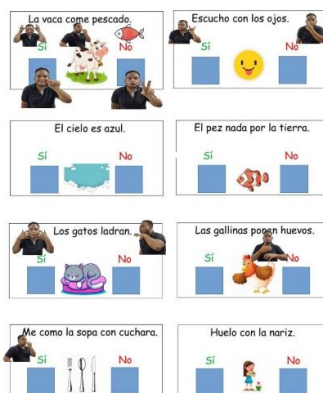 La vaca come pescado.
Sí No
Escucho con los ojos.
Sí No
El cielo es azul.
Sí No
El pez nada por la tierra.
Sí No
Los gatos ladran.
Sí No
Las gallinas ponen huevos.
Sí No
Me como la sopa con cuchara.
Sí No
Huelo con la nariz.
Sí No